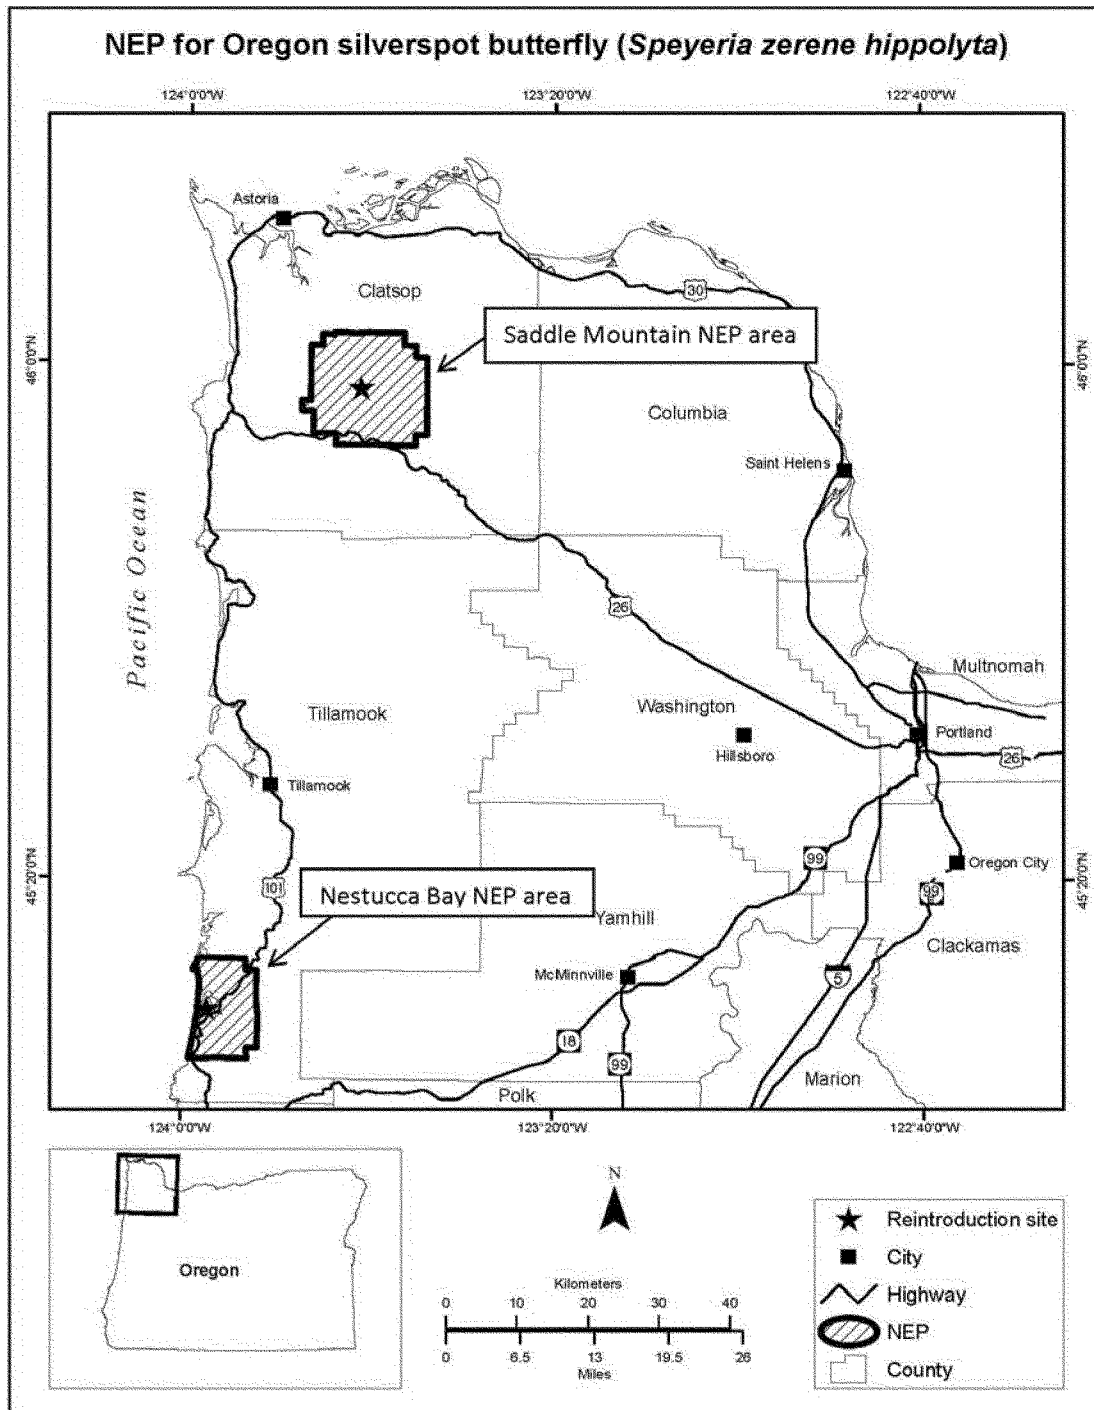 NEP for Oregon silverspot butterfly (Speyeria zerene hippolyta)
124°0'0"W 123°20'0"W 122°40'0"W
Astoria
Clatsop
30
Saddle Mountain NEP area
46°0'0"N
46°0'0"N
Columbia
Saint Helens
Pacific Ocean
26
Multnomah
Tillamook
Washington
Portland
Hillsboro
26
Tillamook
99
Oregon City
45°20'0"N
45°20'0"N
101
Nestucca Bay NEP area
99
Yamhill
Clackamas
McMinnville
5
18
99
Marion
Polk
124°0'0"W 123°20'0"W 122°40'0"W
Oregon
N
Kilometers
0 10 20 30 40
0 6.5 13 19.5 26
Miles
Reintroduction site
City
Highway
NEP
County